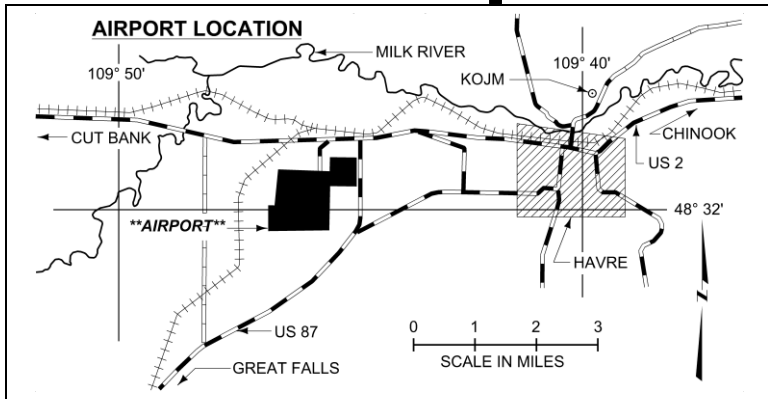 AIRPORT LOCATION
MILK RIVER
109° 50'
109° 40'
KOJM
CUT BANK
CHINOOK
US 2
**AIRPORT**
48° 32'
HAVRE
N
US 87
0 1 2 3
SCALE IN MILES
GREAT FALLS